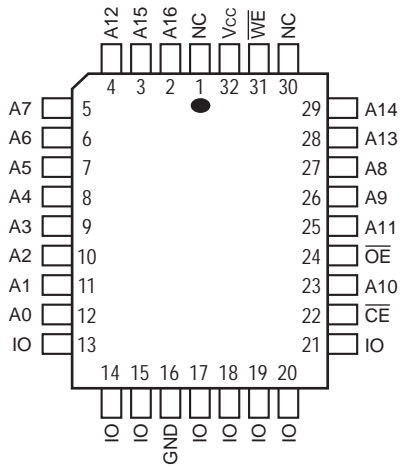 A12 A15 A16 NC Vcc W̅E̅ NC
4 3 2 1 32 31 30
A7 5 29 A14
A6 6 28 A13
A5 7 27 A8
A4 8 26 A9
A3 9 25 A11
A2 10 24 O̅E̅
A1 11 23 A10
A0 12 22 C̅E̅
IO 13 21 IO
14 15 16 17 18 19 20
IO IO GND IO IO IO IO